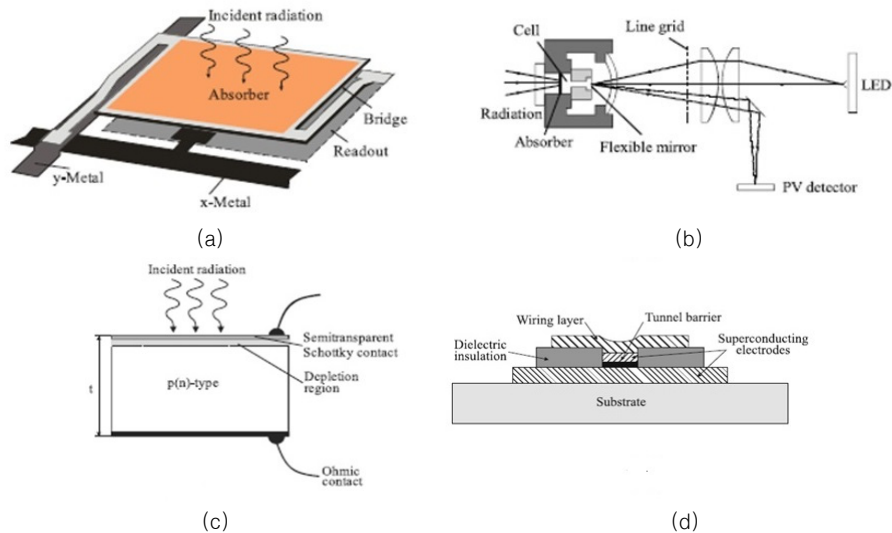 Incident radiation
Absorber
Bridge
Readout
y-Metal
x-Metal
(a)
Line grid
Cell
LED
Radiation
Absorber
Flexible mirror
PV detector
(b)
Incident radiation
Semitransparent
Schottky contact
Depletion
region
p(n)-type
t
Ohmic
contact
(c)
Tunnel barrier
Wiring layer
Superconducting
electrodes
Dielectric
insulation
Substrate
(d)